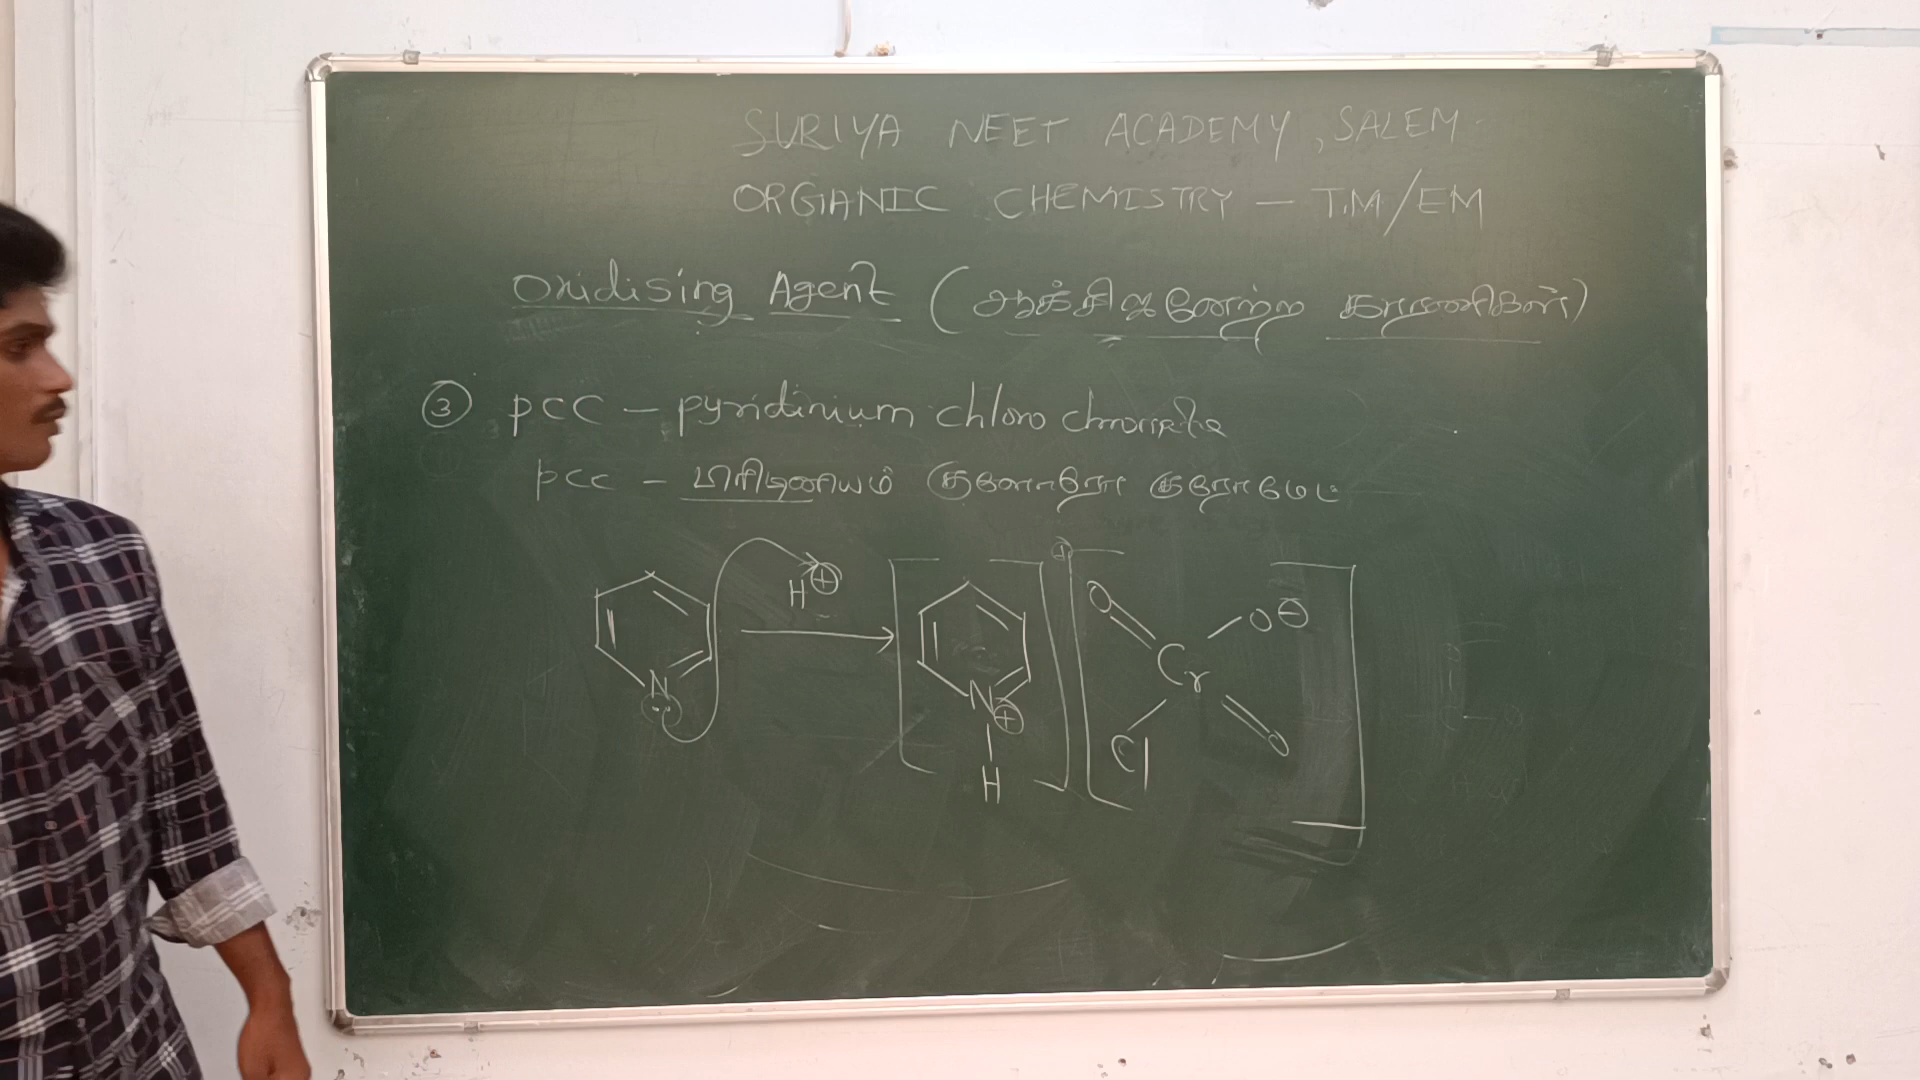 SURIYA NEET ACADEMY, SALEM
ORGANIC CHEMISTRY – T.M/EM
Oxidising Agent (ஆக்சிஜனேற்ற காரணிகள்)
③ pcc – pyridinium chloro chromate
pcc – பிரிடினியம் குளோரோ குரோமேட்
H⊕
N
N⊕
H
⊕
O
O⊖
Cr
Cl
O